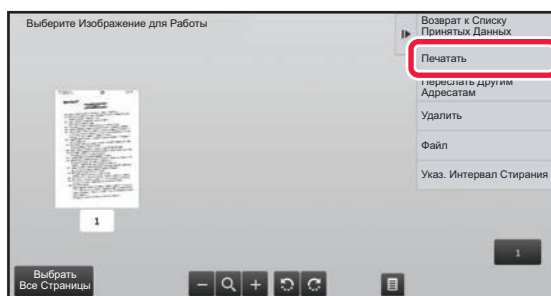 Выберите Изображение для Работы
Возврат к Списку
Принятых Данных
Печатать
Переслать Другим
Адресатам
Удалить
Файл
Указ. Интервал Стирания
1
1
Выбрать
Все Страницы